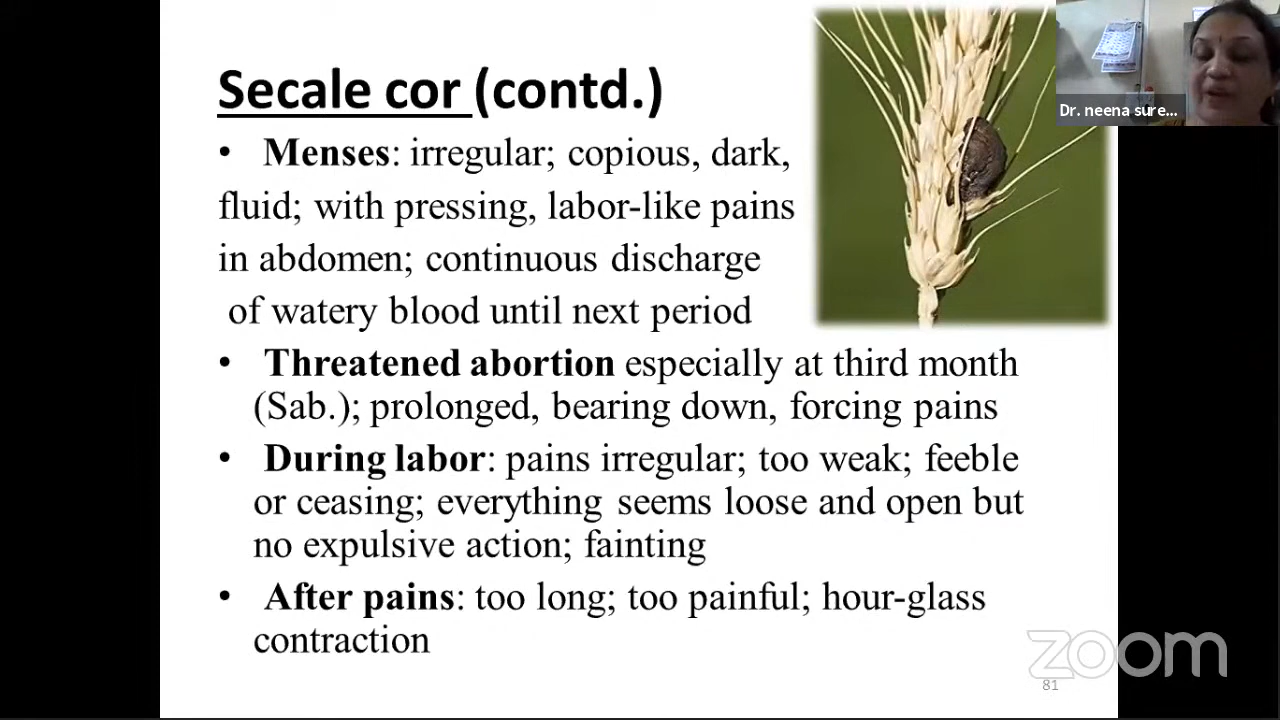 Secale cor (contd.)
• Menses: irregular; copious, dark,
fluid; with pressing, labor-like pains
in abdomen; continuous discharge
of watery blood until next period
• Threatened abortion especially at third month
(Sab.); prolonged, bearing down, forcing pains
• During labor: pains irregular; too weak; feeble
or ceasing; everything seems loose and open but
no expulsive action; fainting
• After pains: too long; too painful; hour-glass
contraction
Dr. neena sure...
zoom
81